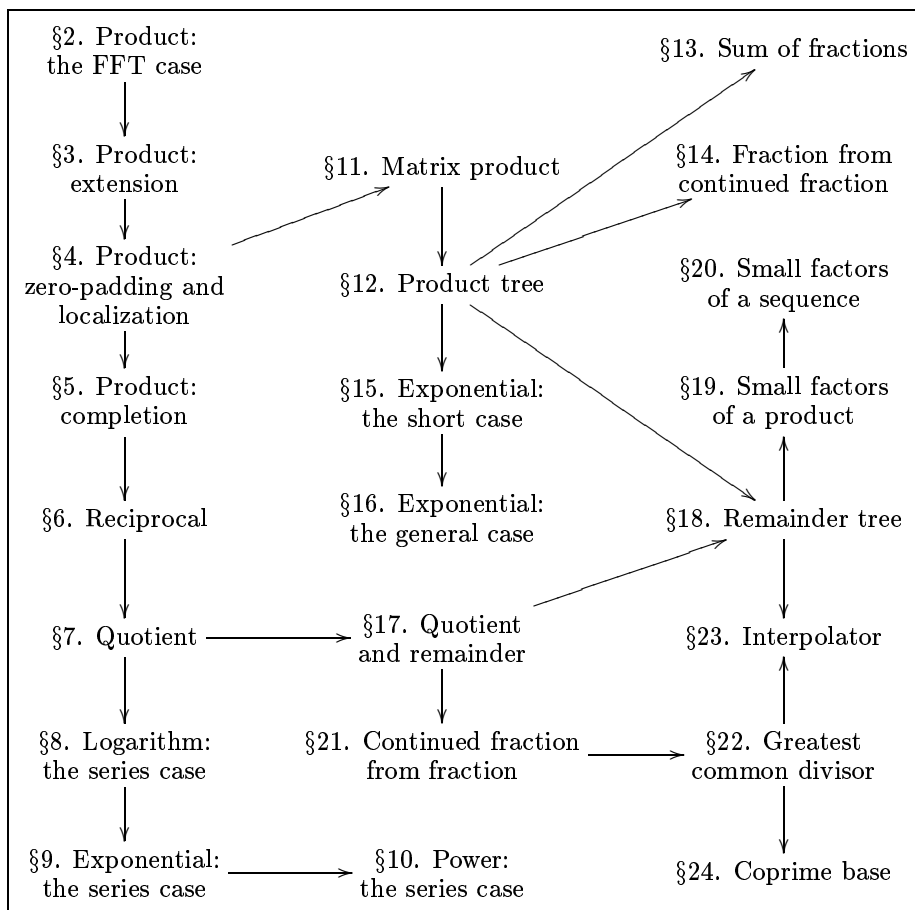 §2. Product:
the FFT case
§13. Sum of fractions
§3. Product:
extension
§11. Matrix product
§14. Fraction from
continued fraction
§4. Product:
zero-padding and
localization
§12. Product tree
§20. Small factors
of a sequence
§5. Product:
completion
§15. Exponential:
the short case
§19. Small factors
of a product
§6. Reciprocal
§16. Exponential:
the general case
§18. Remainder tree
§7. Quotient
§17. Quotient
and remainder
§23. Interpolator
§8. Logarithm:
the series case
§21. Continued fraction
from fraction
§22. Greatest
common divisor
§9. Exponential:
the series case
§10. Power:
the series case
§24. Coprime base